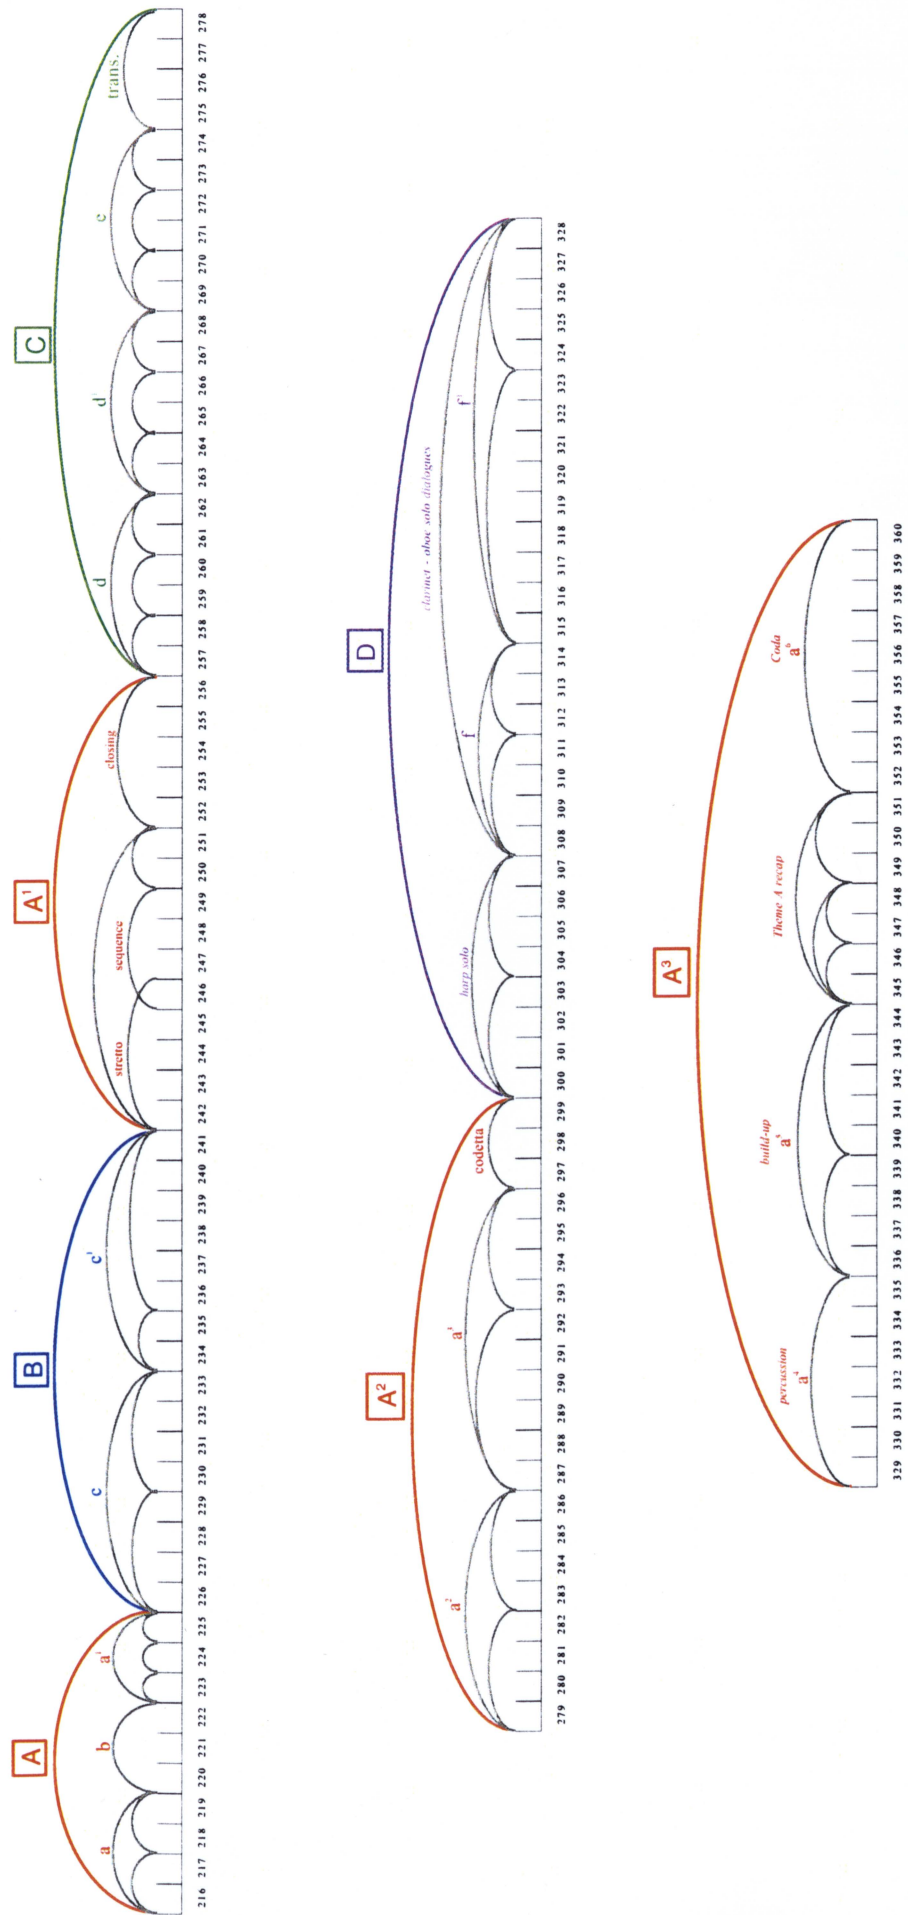 A B A¹ C
a b a¹ c c¹ stretto sequence closing d d¹ c trans.
216 217 218 219 220 221 222 223 224 225 226 227 228 229 230 231 232 233 234 235 236 237 238 239 240 241 242 243 244 245 246 247 248 249 250 251 252 253 254 255 256 257 258 259 260 261 262 263 264 265 266 267 268 269 270 271 272 273 274 275 276 277 278
A² D
clarinet - oboe solo dialogues
a² a³ codetta harp solo f f¹
279 280 281 282 283 284 285 286 287 288 289 290 291 292 293 294 295 296 297 298 299 300 301 302 303 304 305 306 307 308 309 310 311 312 313 314 315 316 317 318 319 320 321 322 323 324 325 326 327 328
A³
percussion build-up Theme A recap Coda
a⁴ a⁵ a⁶
329 330 331 332 333 334 335 336 337 338 339 340 341 342 343 344 345 346 347 348 349 350 351 352 353 354 355 356 357 358 359 360